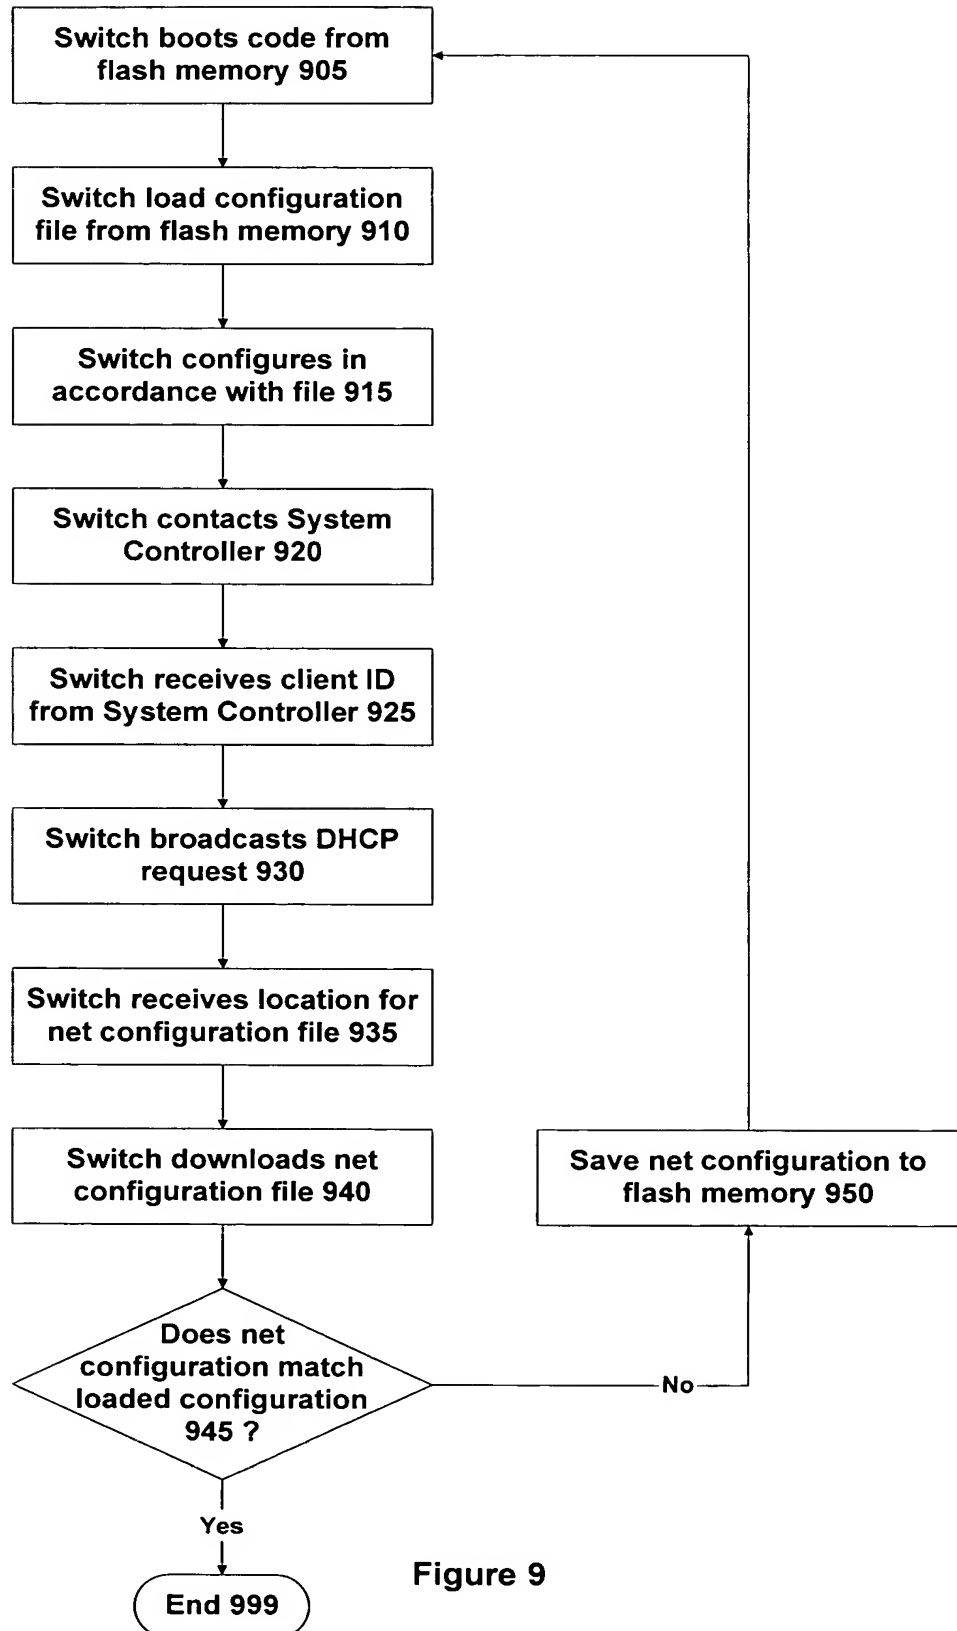 Switch boots code from
flash memory 905
Switch load configuration
file from flash memory 910
Switch configures in
accordance with file 915
Switch contacts System
Controller 920
Switch receives client ID
from System Controller 925
Switch broadcasts DHCP
request 930
Switch receives location for
net configuration file 935
Switch downloads net
configuration file 940
Save net configuration to
flash memory 950
Does net
configuration match
loaded configuration
945 ?
No
Yes
End 999
Figure 9